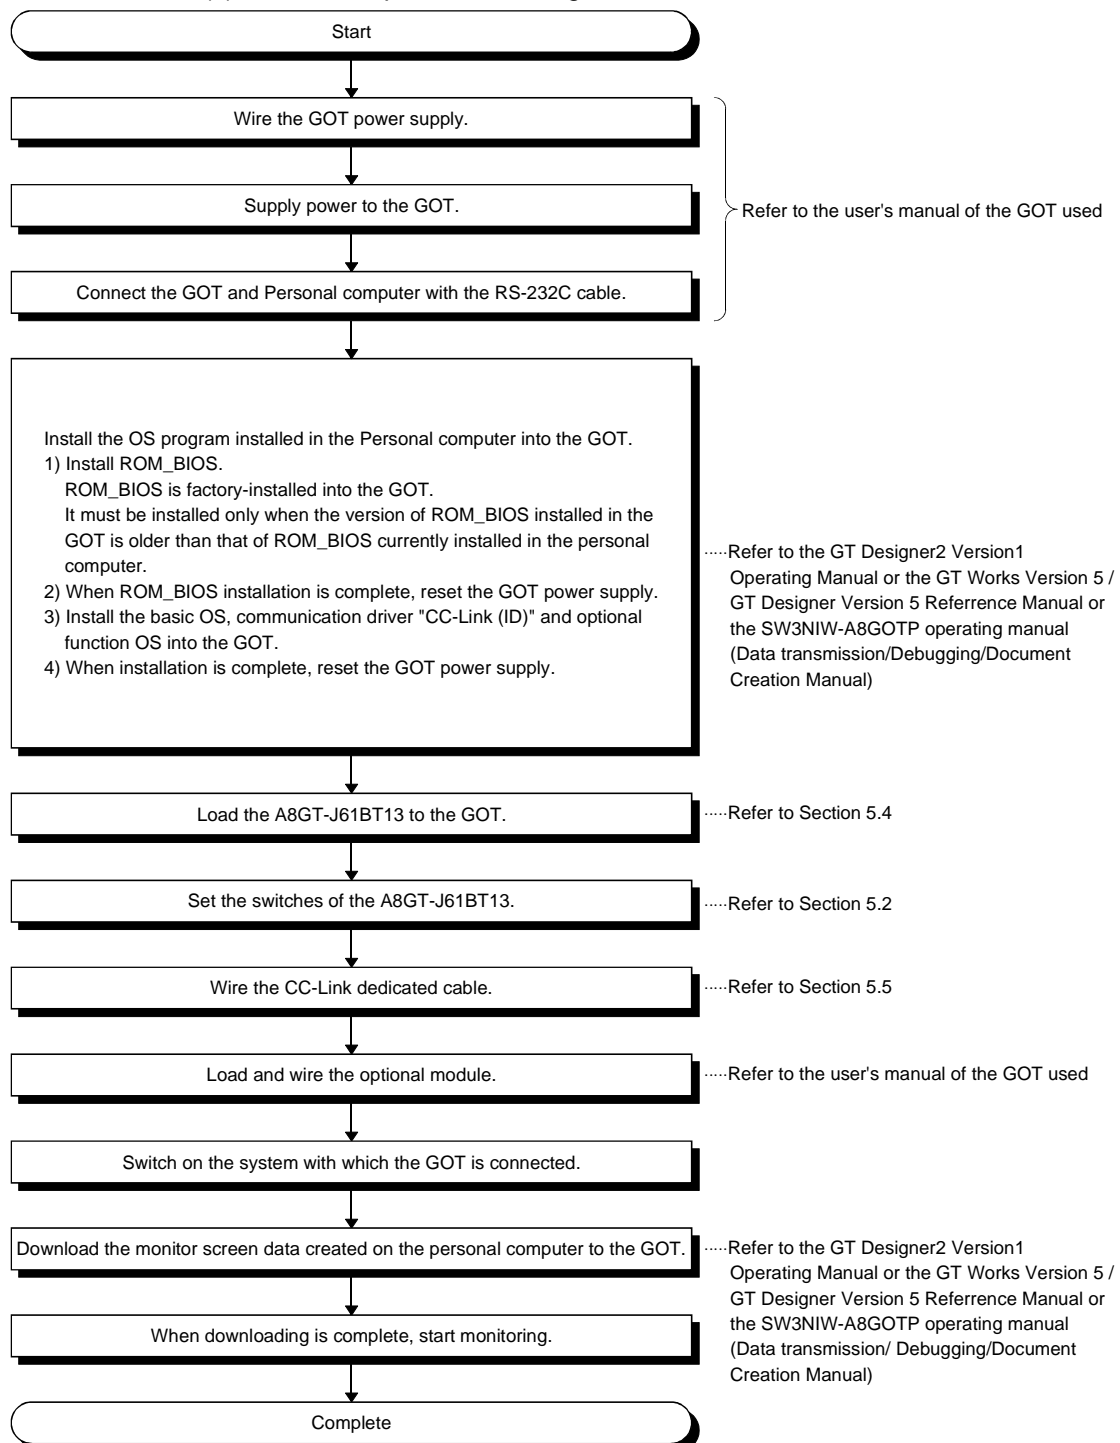 Start
Wire the GOT power supply.
Supply power to the GOT.
Refer to the user's manual of the GOT used
Connect the GOT and Personal computer with the RS-232C cable.
Install the OS program installed in the Personal computer into the GOT.
1) Install ROM_BIOS.
ROM_BIOS is factory-installed into the GOT.
It must be installed only when the version of ROM_BIOS installed in the
GOT is older than that of ROM_BIOS currently installed in the personal
computer.
2) When ROM_BIOS installation is complete, reset the GOT power supply.
3) Install the basic OS, communication driver "CC-Link (ID)" and optional
function OS into the GOT.
4) When installation is complete, reset the GOT power supply.
·····Refer to the GT Designer2 Version1
Operating Manual or the GT Works Version 5 /
GT Designer Version 5 Referrence Manual or
the SW3NIW-A8GOTP operating manual
(Data transmission/Debugging/Document
Creation Manual)
Load the A8GT-J61BT13 to the GOT.
·····Refer to Section 5.4
Set the switches of the A8GT-J61BT13.
·····Refer to Section 5.2
Wire the CC-Link dedicated cable.
·····Refer to Section 5.5
Load and wire the optional module.
·····Refer to the user's manual of the GOT used
Switch on the system with which the GOT is connected.
Download the monitor screen data created on the personal computer to the GOT.
·····Refer to the GT Designer2 Version1
Operating Manual or the GT Works Version 5 /
GT Designer Version 5 Referrence Manual or
the SW3NIW-A8GOTP operating manual
(Data transmission/ Debugging/Document
Creation Manual)
When downloading is complete, start monitoring.
Complete